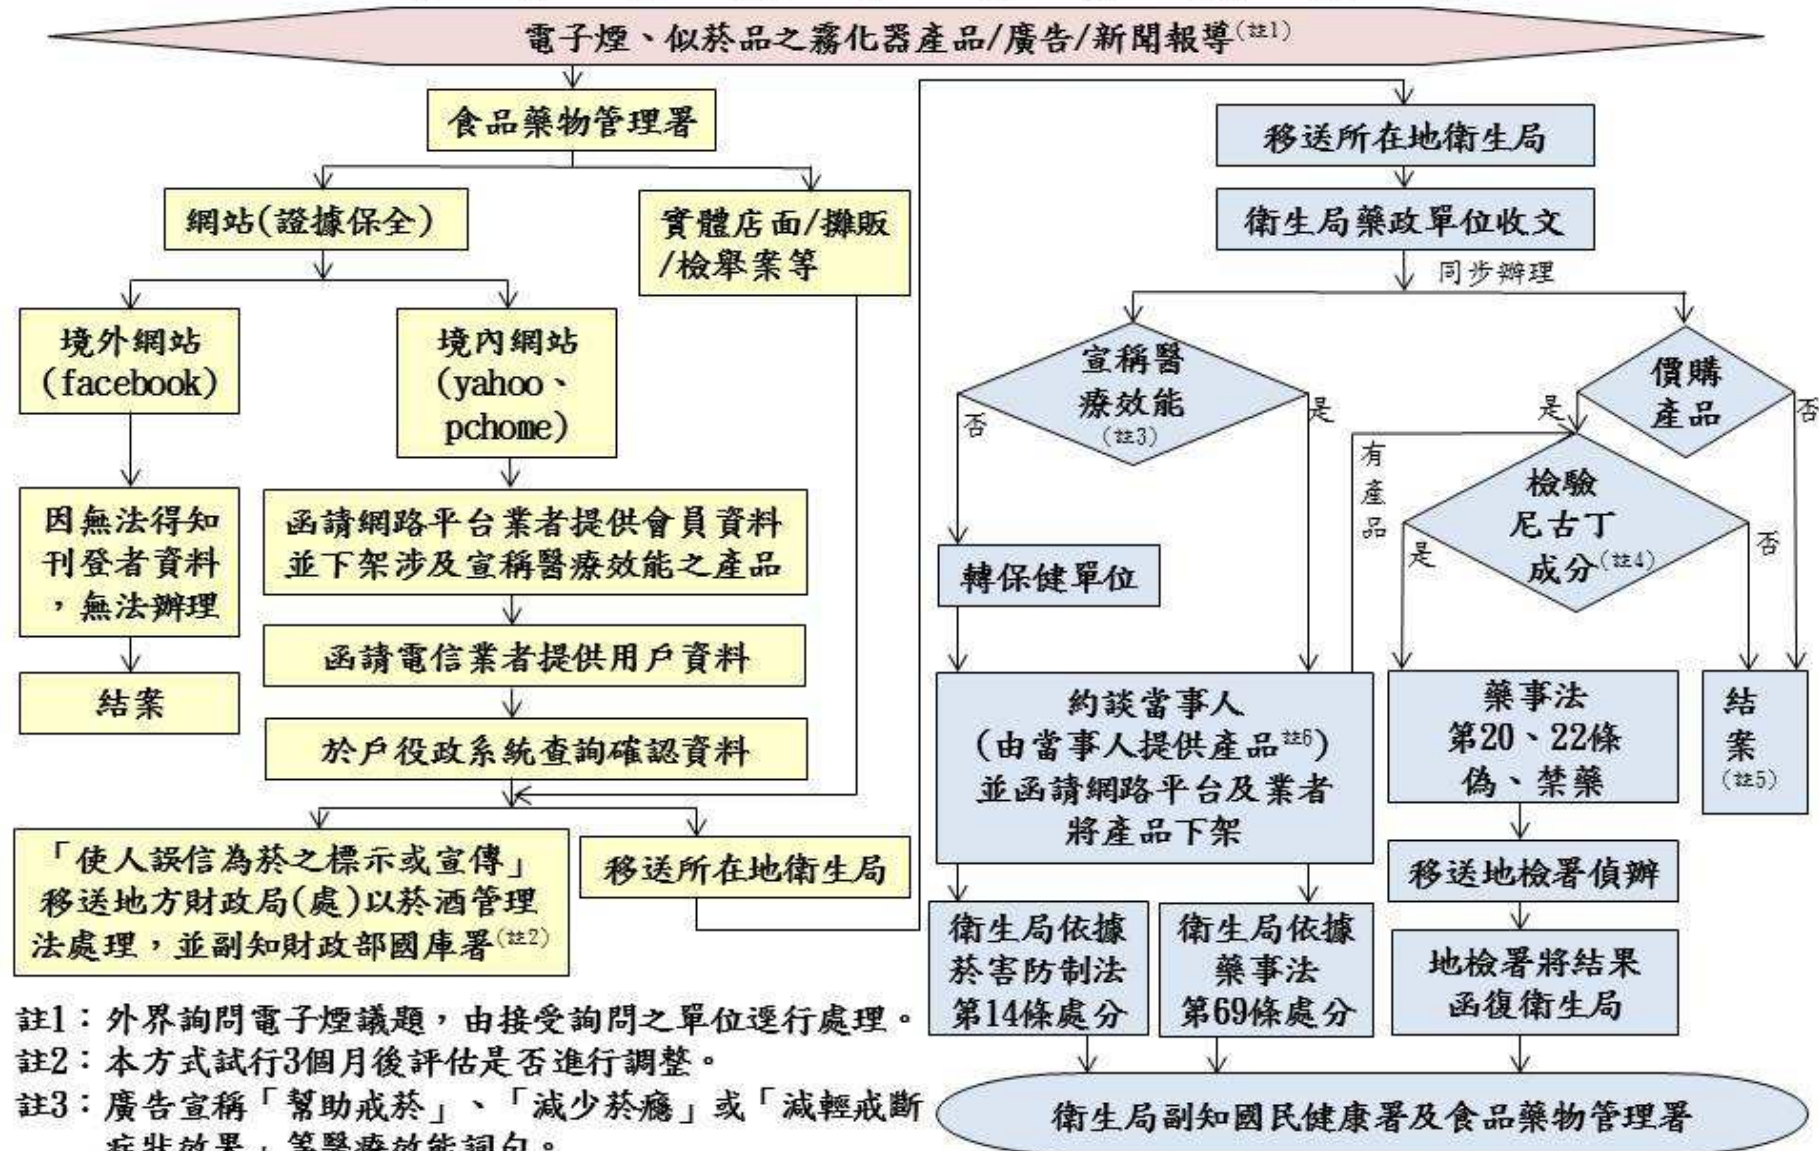 電子煙、似菸品之霧化器產品/廣告/新聞報導(註1)
食品藥物管理署
網站(證據保全)
實體店面/攤販
/檢舉案等
境外網站
(facebook)
境內網站
(yahoo、
pchome)
因無法得知
刊登者資料
，無法辦理
結案
函請網路平台業者提供會員資料
並下架涉及宣稱醫療效能之產品
函請電信業者提供用戶資料
於戶役政系統查詢確認資料
「使人誤信為菸之標示或宣傳」
移送地方財政局(處)以菸酒管理
法處理，並副知財政部國庫署(註2)
移送所在地衛生局
移送所在地衛生局
衛生局藥政單位收文
同步辦理
宣稱醫
療效能
(註3)
否
是
價購
產品
是
否
有
產
品
檢驗
尼古丁
成分(註4)
是
否
轉保健單位
約談當事人
(由當事人提供產品註6)
並函請網路平台及業者
將產品下架
藥事法
第20、22條
偽、禁藥
結
案
(註5)
移送地檢署偵辦
衛生局依據
菸害防制法
第14條處分
衛生局依據
藥事法
第69條處分
地檢署將結果
函復衛生局
衛生局副知國民健康署及食品藥物管理署
註1：外界詢問電子煙議題，由接受詢問之單位逕行處理。
註2：本方式試行3個月後評估是否進行調整。
註3：廣告宣稱「幫助戒菸」、「減少菸癮」或「減輕戒斷
症狀效果」等醫療效能詞句。